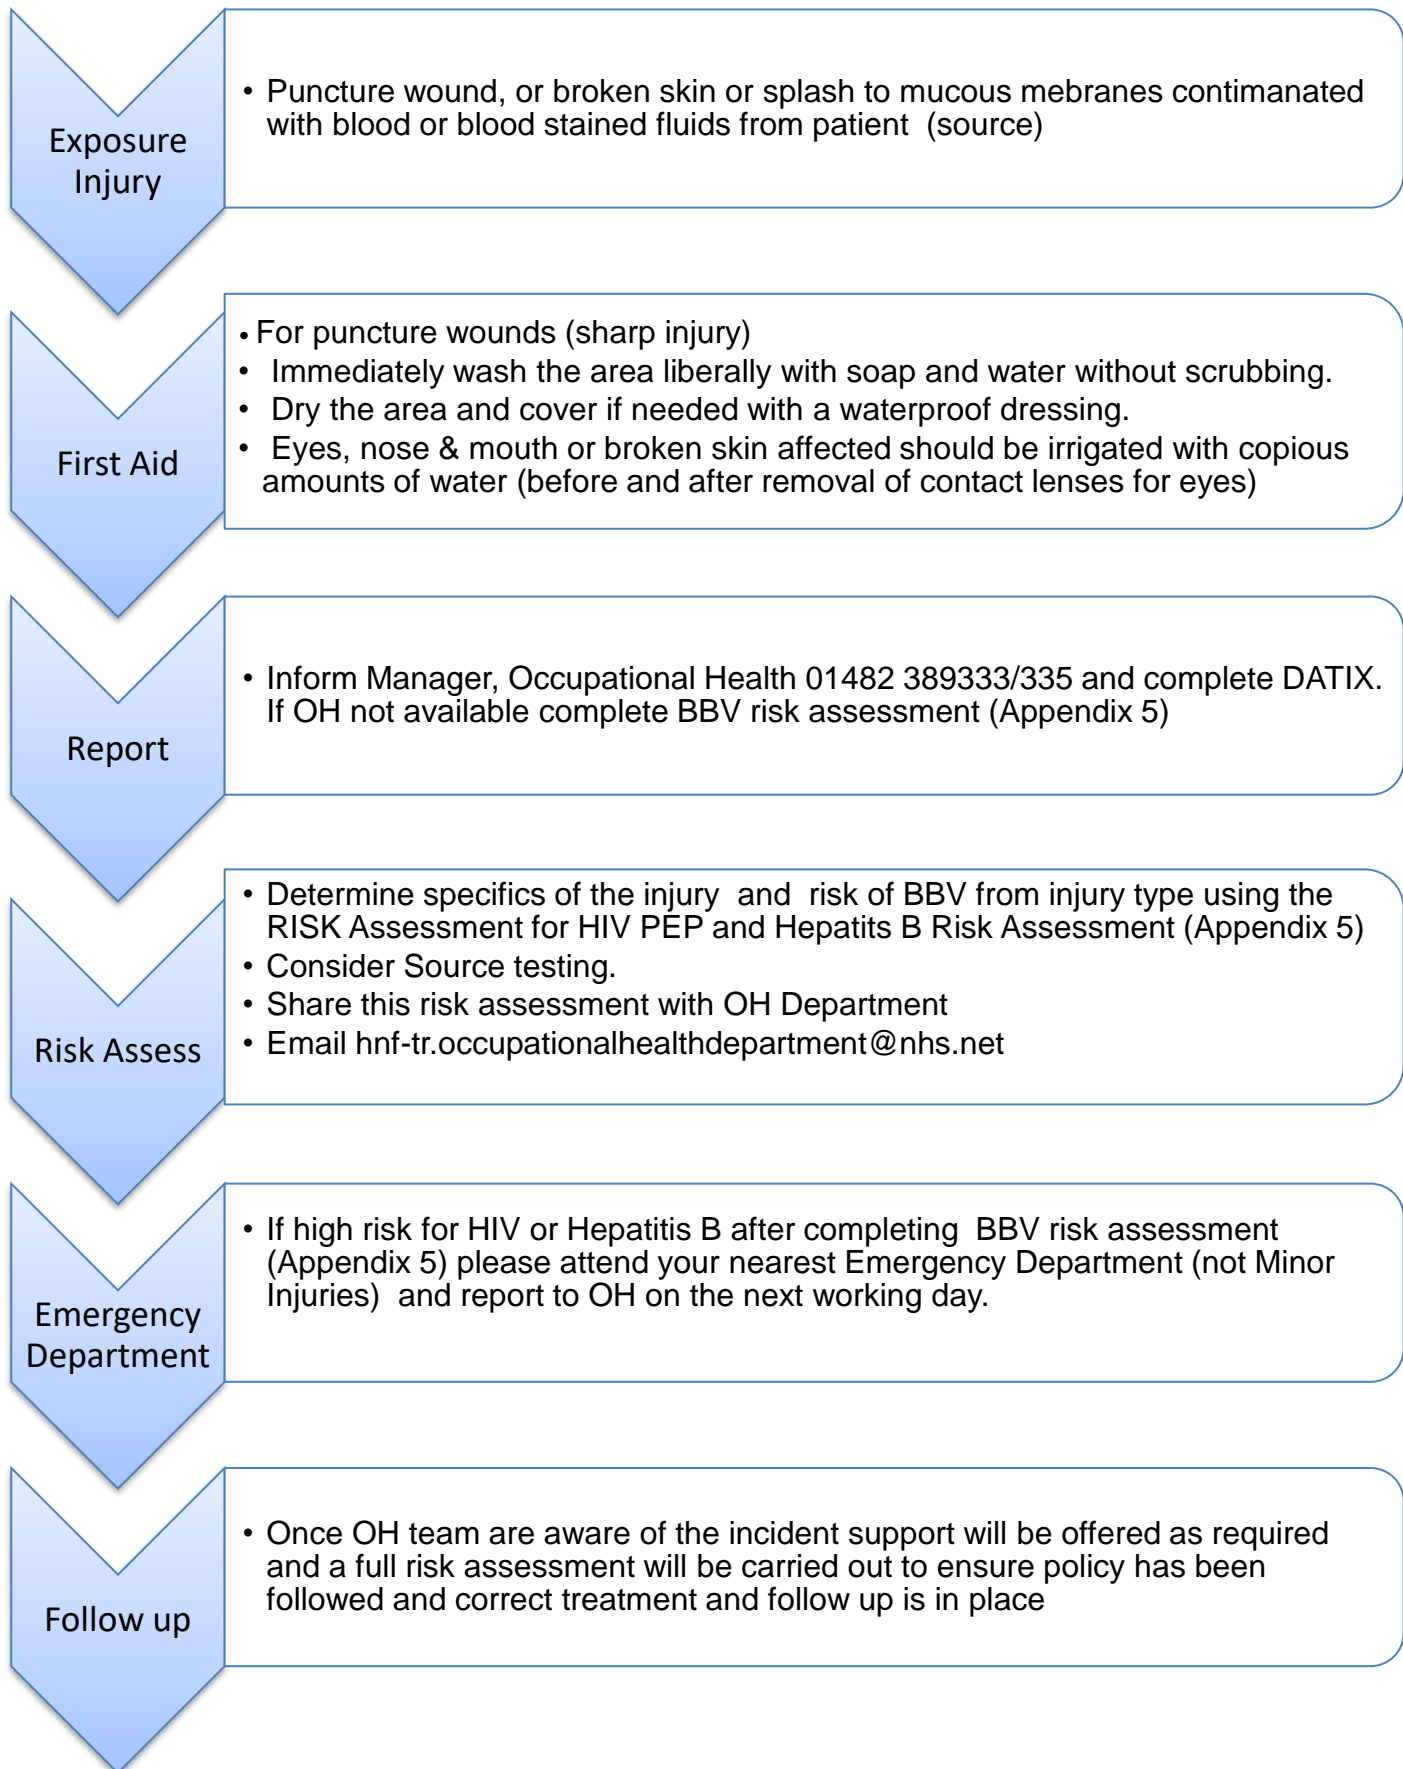 Exposure
Injury
• Puncture wound, or broken skin or splash to mucous mebranes contimanated
with blood or blood stained fluids from patient (source)
First Aid
• For puncture wounds (sharp injury)
• Immediately wash the area liberally with soap and water without scrubbing.
• Dry the area and cover if needed with a waterproof dressing.
• Eyes, nose & mouth or broken skin affected should be irrigated with copious
amounts of water (before and after removal of contact lenses for eyes)
Report
• Inform Manager, Occupational Health 01482 389333/335 and complete DATIX.
If OH not available complete BBV risk assessment (Appendix 5)
Risk Assess
• Determine specifics of the injury and risk of BBV from injury type using the
RISK Assessment for HIV PEP and Hepatits B Risk Assessment (Appendix 5)
• Consider Source testing.
• Share this risk assessment with OH Department
• Email hnf-tr.occupationalhealthdepartment@nhs.net
Emergency
Department
• If high risk for HIV or Hepatitis B after completing BBV risk assessment
(Appendix 5) please attend your nearest Emergency Department (not Minor
Injuries) and report to OH on the next working day.
Follow up
• Once OH team are aware of the incident support will be offered as required
and a full risk assessment will be carried out to ensure policy has been
followed and correct treatment and follow up is in place